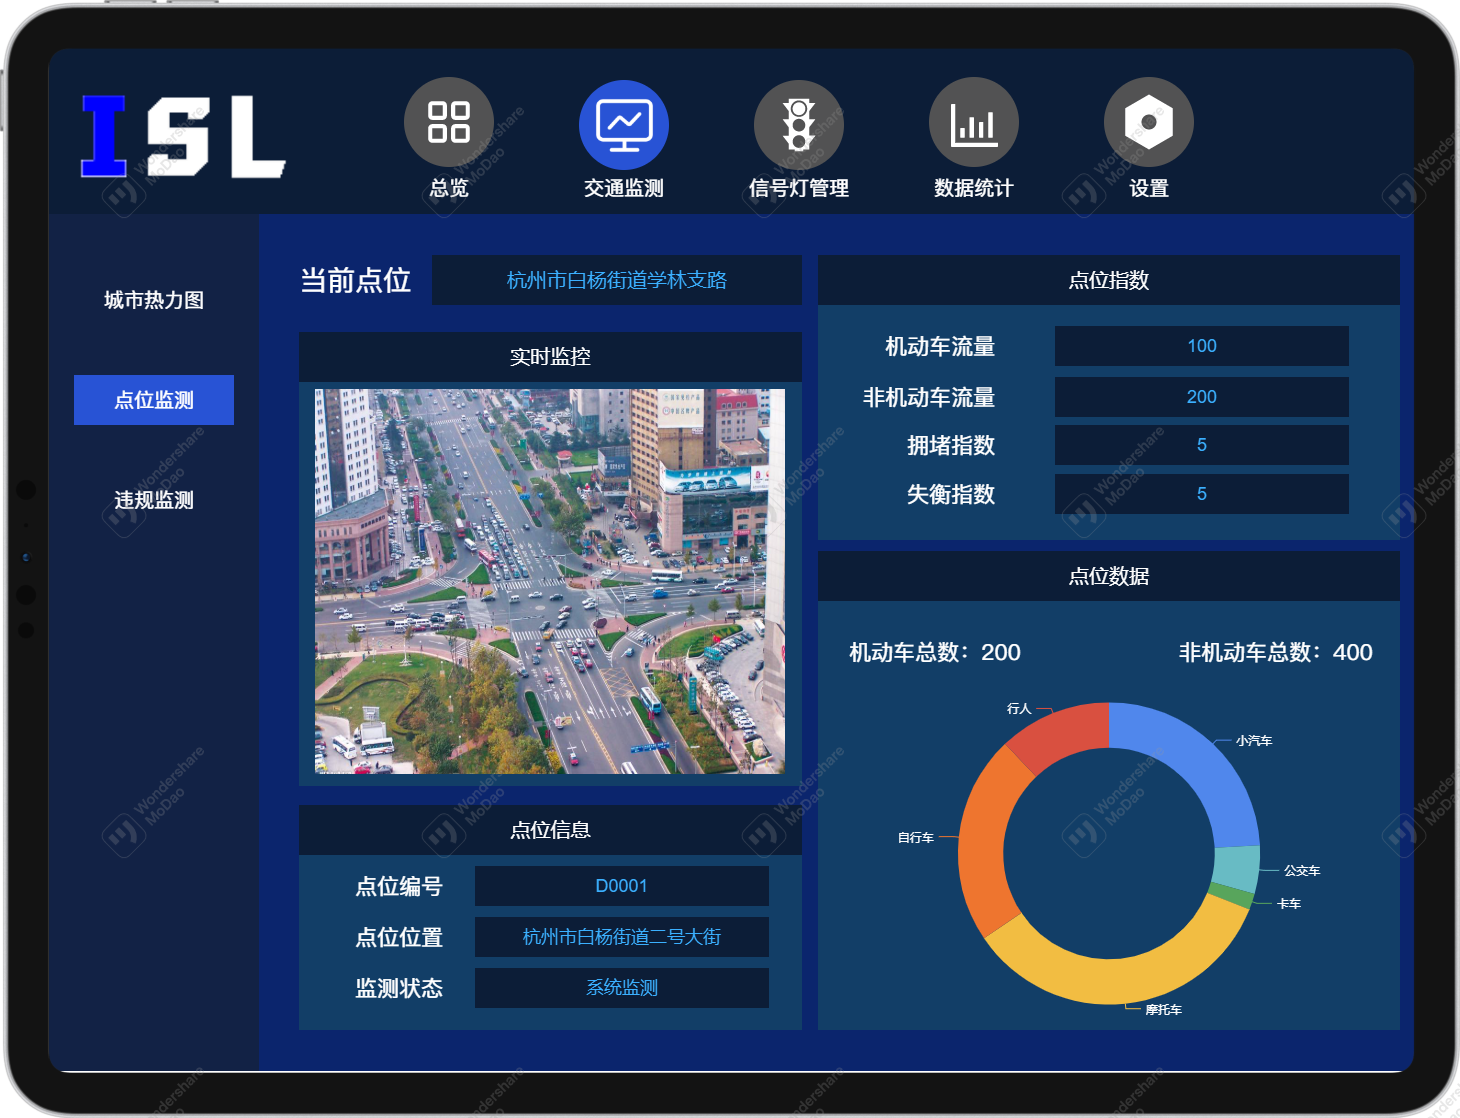 ISL
总览
交通监测
信号灯管理
数据统计
设置
城市热力图
点位监测
违规监测
当前点位
杭州市白杨街道学林支路
实时监控
点位信息
点位编号
D0001
点位位置
杭州市白杨街道二号大街
监测状态
系统监测
点位指数
机动车流量
100
非机动车流量
200
拥堵指数
5
失衡指数
5
点位数据
机动车总数：200
非机动车总数：400
行人
小汽车
自行车
公交车
卡车
摩托车
Wondershare
MoDao